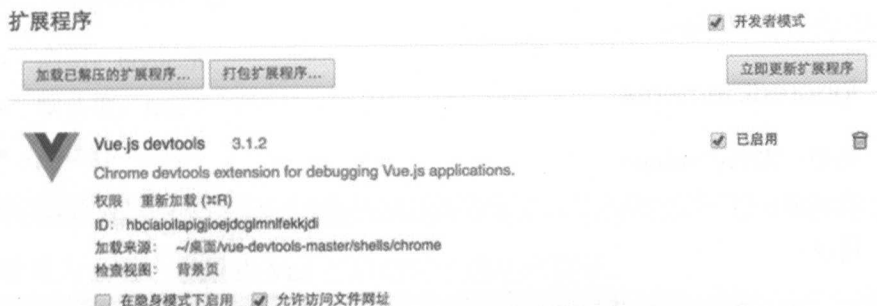 扩展程序
开发者模式
加载已解压的扩展程序... 打包扩展程序... 立即更新扩展程序
Vue.js devtools 3.1.2 已启用
Chrome devtools extension for debugging Vue.js applications.
权限 重新加载 (⌘R)
ID: hbciaioilapigjioejdcglmnlfekkjdi
加载来源: ~/桌面/vue-devtools-master/shells/chrome
检查视图: 背景页
在隐身模式下启用 允许访问文件网址